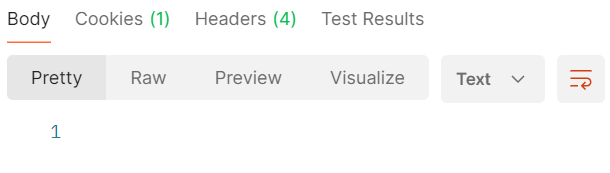 Body Cookies (1) Headers (4) Test Results
Pretty Raw Preview Visualize Text
1